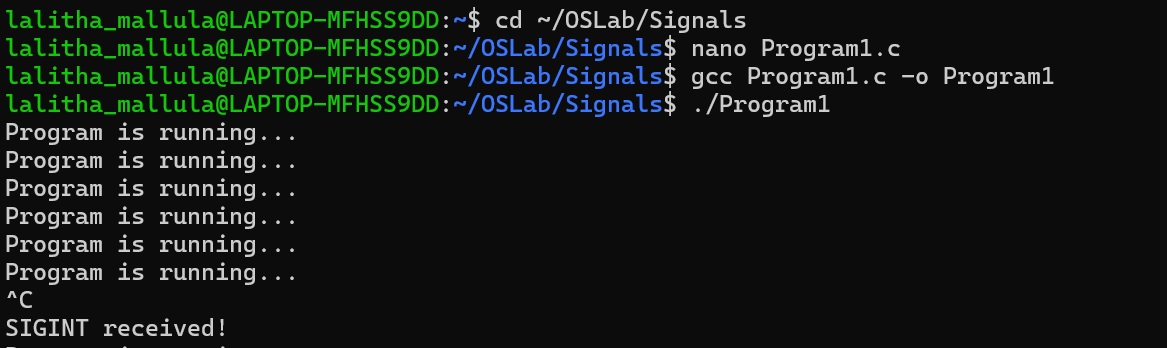 lalitha_mallula@LAPTOP-MFHSS9DD:~$ cd ~/OSLab/Signals
lalitha_mallula@LAPTOP-MFHSS9DD:~/OSLab/Signals$ nano Program1.c
lalitha_mallula@LAPTOP-MFHSS9DD:~/OSLab/Signals$ gcc Program1.c -o Program1
lalitha_mallula@LAPTOP-MFHSS9DD:~/OSLab/Signals$ ./Program1
Program is running...
Program is running...
Program is running...
Program is running...
Program is running...
Program is running...
^C
SIGINT received!